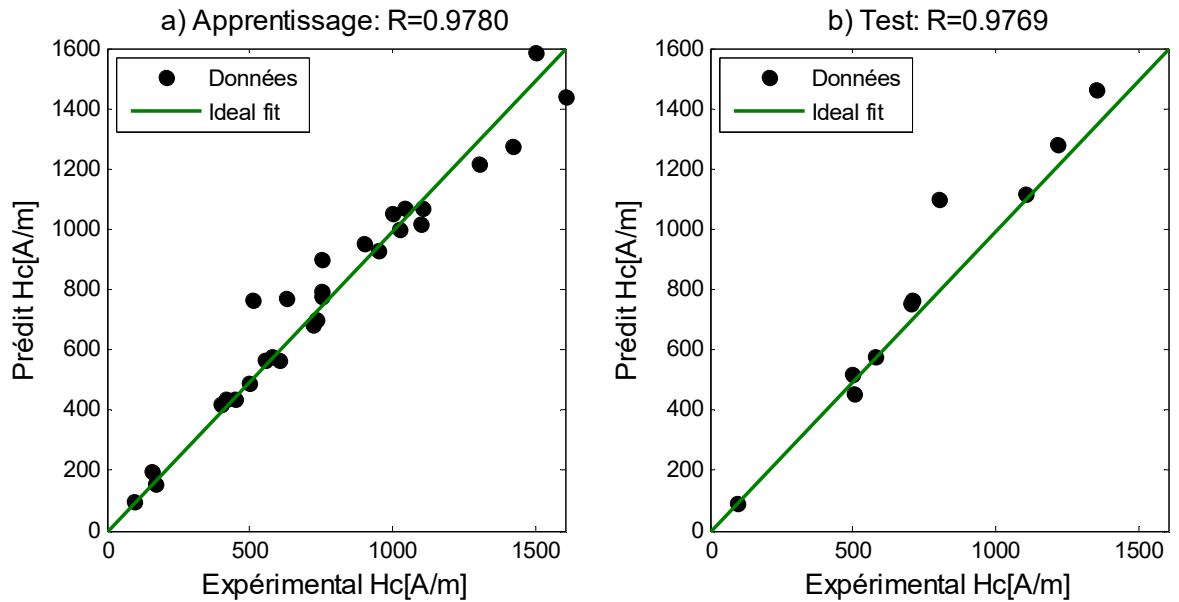 a) Apprentissage: R=0.9780
1600
1400
1200
1000
800
600
400
200
0
Prédit Hc[A/m]
Données
Ideal fit
0 500 1000 1500
Expérimental Hc[A/m]
b) Test: R=0.9769
1600
1400
1200
1000
800
600
400
200
0
Prédit Hc[A/m]
Données
Ideal fit
0 500 1000 1500
Expérimental Hc[A/m]